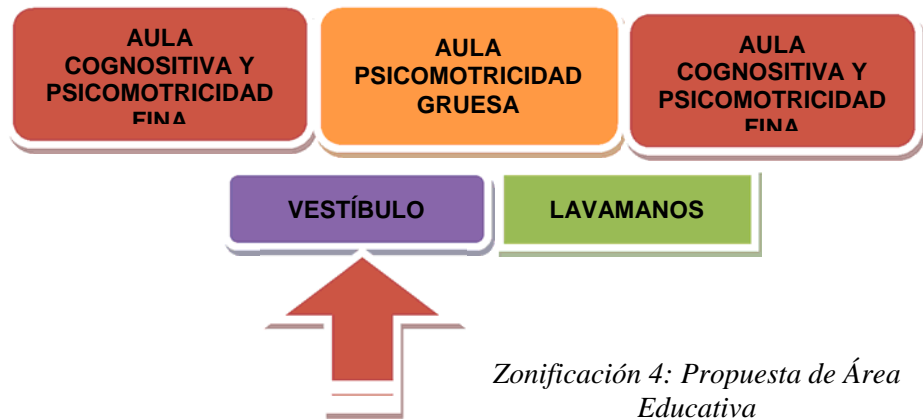 AULA
COGNOSITIVA Y
PSICOMOTRICIDAD
FINA
AULA
PSICOMOTRICIDAD
GRUESA
AULA
COGNOSITIVA Y
PSICOMOTRICIDAD
FINA
VESTÍBULO
LAVAMANOS
Zonificación 4: Propuesta de Área
Educativa